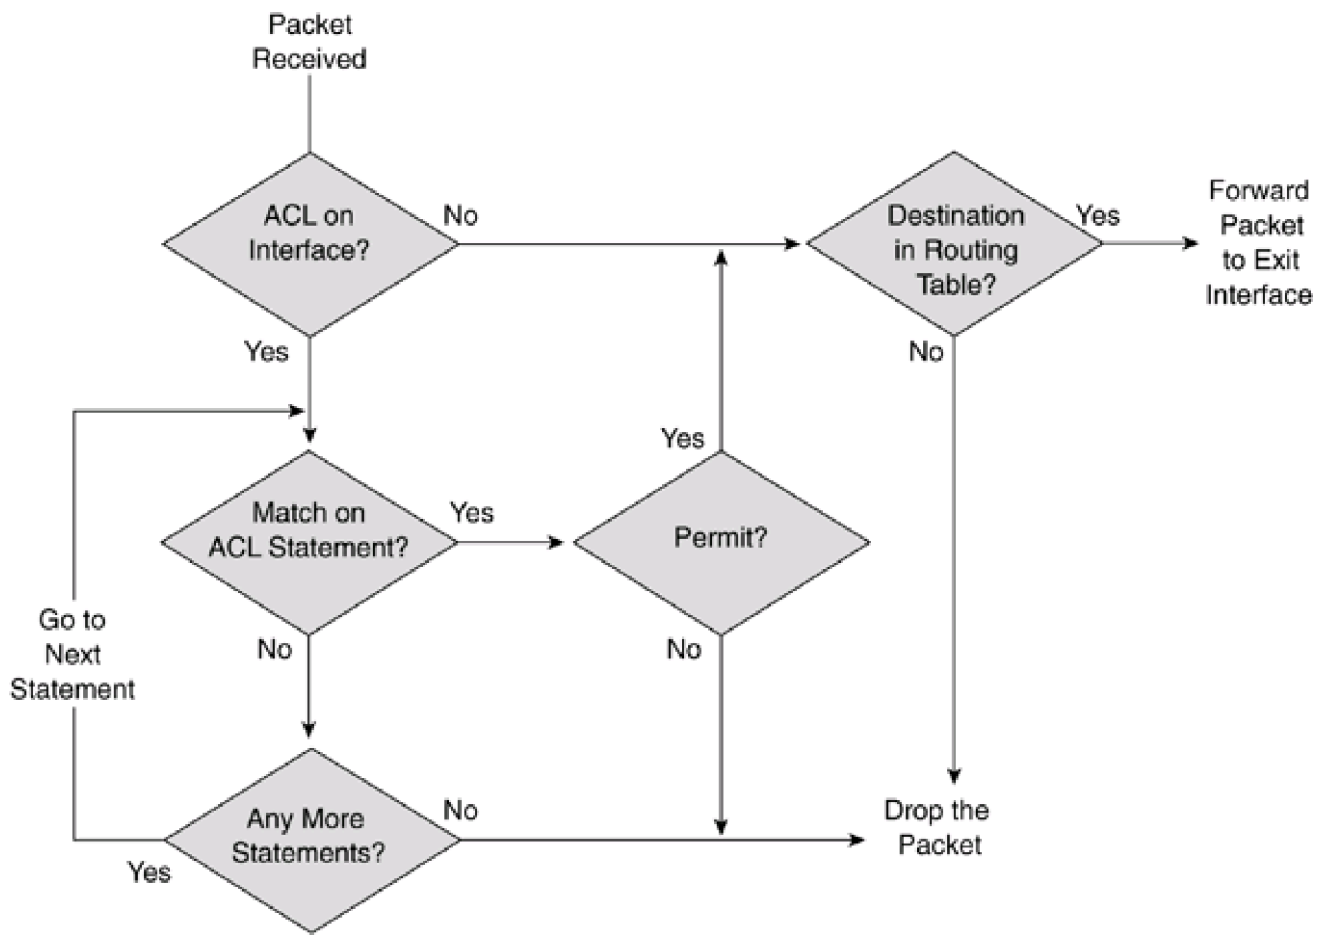 Packet
Received
ACL on
Interface?
No
Yes
Destination
in Routing
Table?
Yes
No
Forward
Packet
to Exit
Interface
Match on
ACL Statement?
Yes
No
Permit?
Yes
No
Go to
Next
Statement
Any More
Statements?
No
Yes
Drop the
Packet